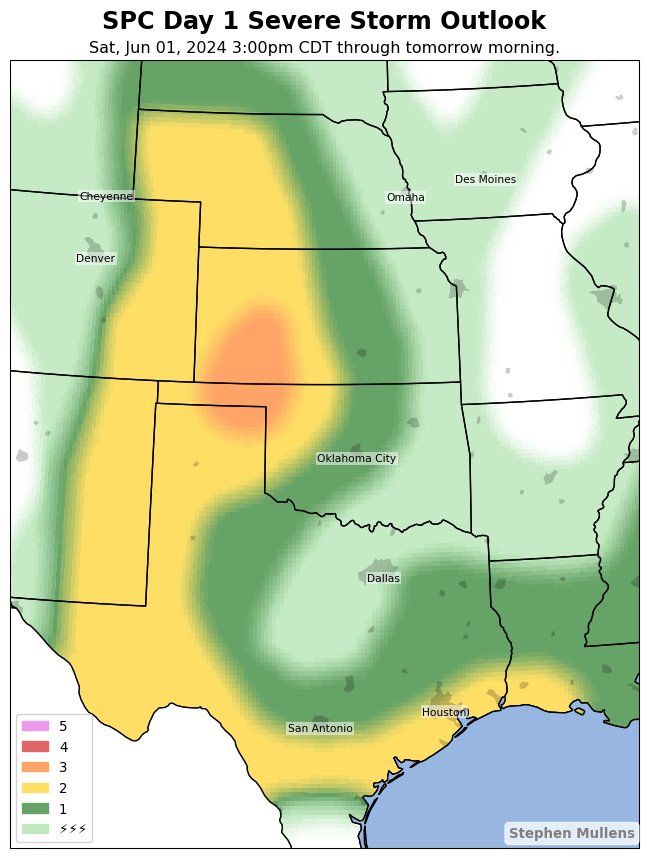 SPC Day 1 Severe Storm Outlook
Sat, Jun 01, 2024 3:00pm CDT through tomorrow morning.
Des Moines
Cheyenne
Omaha
Denver
Oklahoma City
Dallas
Houston
San Antonio
5
4
3
2
1
⚡⚡⚡
Stephen Mullens